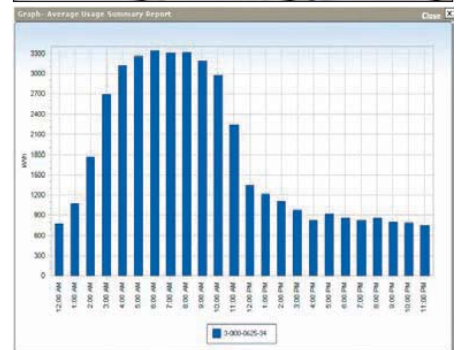 Graph- Average Usage Summary Report
Close X
3300
3000
2700
2400
2100
1800
1500
1200
900
600
300
0
kWh
12:00 AM
1:00 AM
2:00 AM
3:00 AM
4:00 AM
5:00 AM
6:00 AM
7:00 AM
8:00 AM
9:00 AM
10:00 AM
11:00 AM
12:00 PM
1:00 PM
2:00 PM
3:00 PM
4:00 PM
5:00 PM
6:00 PM
7:00 PM
8:00 PM
9:00 PM
10:00 PM
11:00 PM
3-000-0625-34